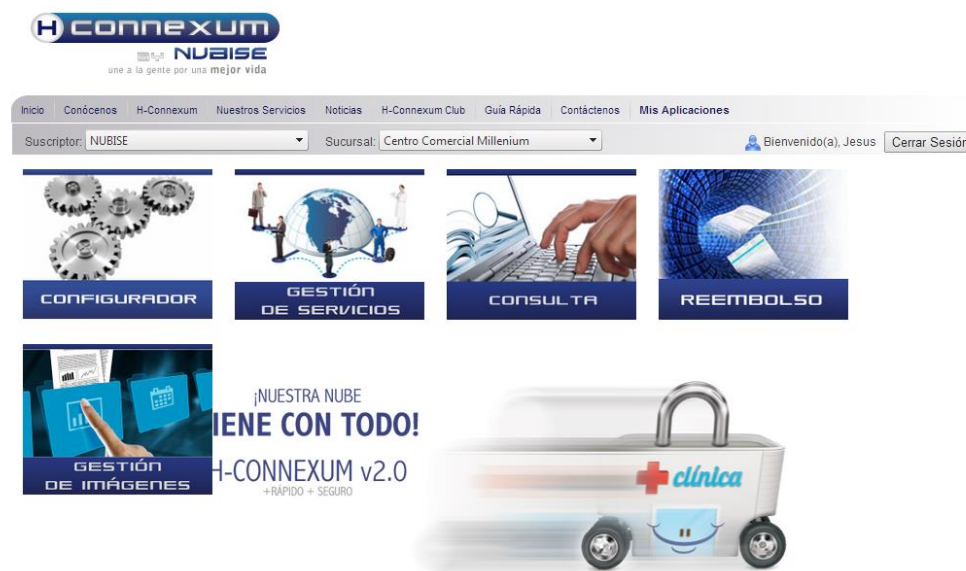 H CONNEXUM
BY NUBISE
une a la gente por una mejor vida
Inicio Conócenos H-Connexum Nuestros Servicios Noticias H-Connexum Club Guía Rápida Contáctenos Mis Aplicaciones
Suscriptor: NUBISE Sucursal: Centro Comercial Millenium Bienvenido(a), Jesus Cerrar Sesión
CONFIGURADOR
GESTIÓN
DE SERVICIOS
CONSULTA
REEMBOLSO
GESTIÓN
DE IMÁGENES
¡NUESTRA NUBE
IENE CON TODO!
H-CONNEXUM v2.0
+RÁPIDO + SEGURO
clínica